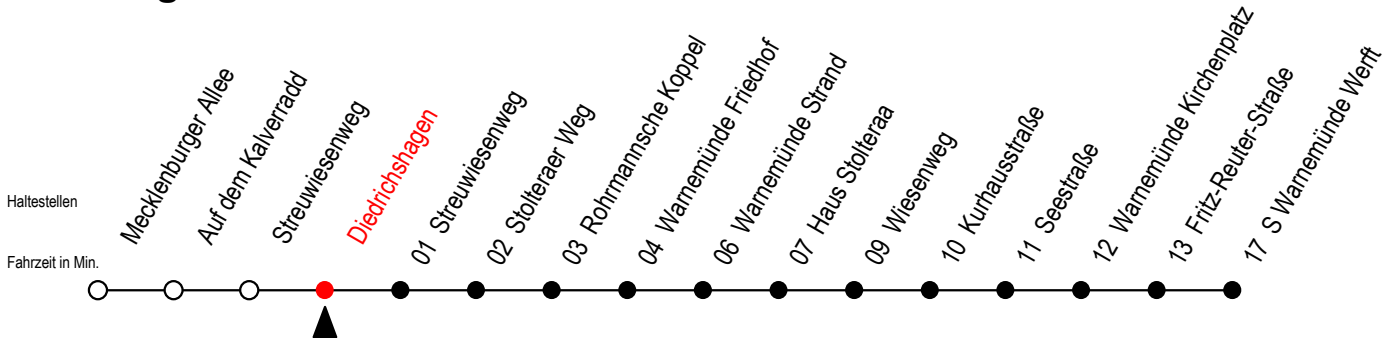 Haltestellen
Fahrzeit in Min.
Mecklenburger Allee
Auf dem Kalverradd
Streuwiesenweg
Diedrichshagen
01 Streuwiesenweg
02 Stolteraer Weg
03 Rohrmannsche Koppel
04 Warnemünde Friedhof
06 Warnemünde Strand
07 Haus Stolteraa
09 Wiesenweg
10 Kurhausstraße
11 Seestraße
12 Warnemünde Kirchenplatz
13 Fritz-Reuter-Straße
17 S Warnemünde Werft